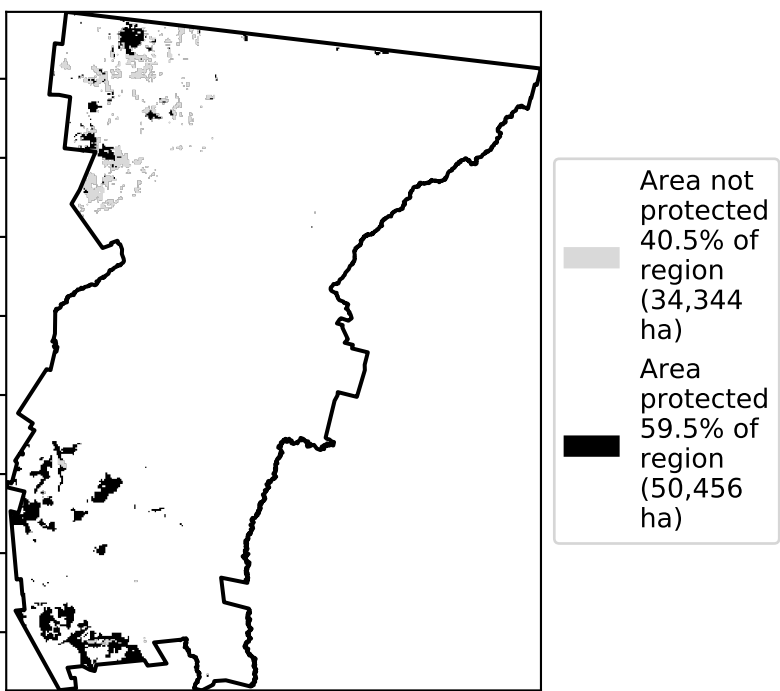 Area not
protected
40.5% of
region
(34,344
ha)
Area
protected
59.5% of
region
(50,456
ha)